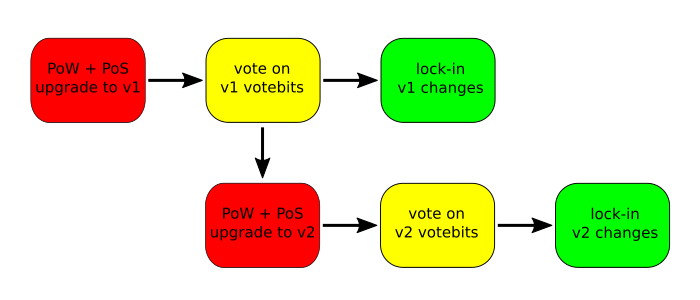 PoW + PoS
upgrade to v1
vote on
v1 votebits
lock-in
v1 changes
PoW + PoS
upgrade to v2
vote on
v2 votebits
lock-in
v2 changes